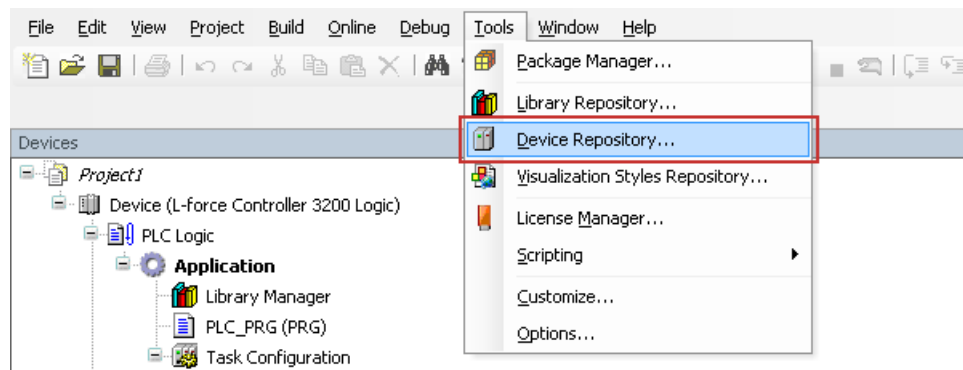 File Edit View Project Build Online Debug Tools Window Help
Package Manager...
Library Repository...
Devices
Device Repository...
Project1
Visualization Styles Repository...
Device (L-force Controller 3200 Logic)
License Manager...
PLC Logic
Scripting
Application
Library Manager
Customize...
PLC_PRG (PRG)
Options...
Task Configuration